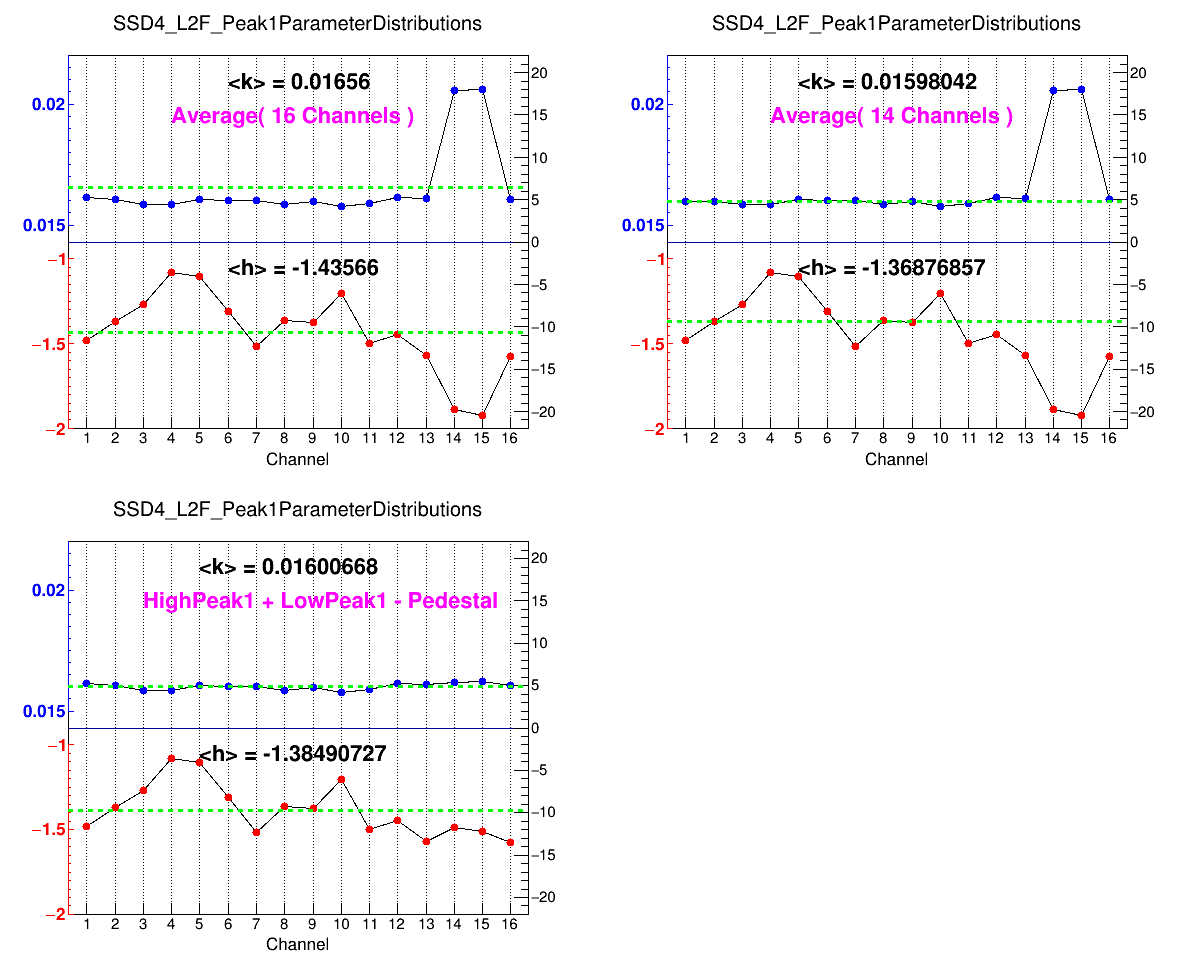 SSD4_L2F_Peak1ParameterDistributions
<k> = 0.01656
Average( 16 Channels )
0.02
0.015
20
15
10
5
0
<h> = -1.43566
−1
−1.5
−2
−5
−10
−15
−20
1 2 3 4 5 6 7 8 9 10 11 12 13 14 15 16
Channel
SSD4_L2F_Peak1ParameterDistributions
<k> = 0.01598042
Average( 14 Channels )
0.02
0.015
20
15
10
5
0
<h> = -1.36876857
−1
−1.5
−2
−5
−10
−15
−20
1 2 3 4 5 6 7 8 9 10 11 12 13 14 15 16
Channel
SSD4_L2F_Peak1ParameterDistributions
<k> = 0.01600668
HighPeak1 + LowPeak1 - Pedestal
0.02
0.015
20
15
10
5
0
<h> = -1.38490727
−1
−1.5
−2
−5
−10
−15
−20
1 2 3 4 5 6 7 8 9 10 11 12 13 14 15 16
Channel